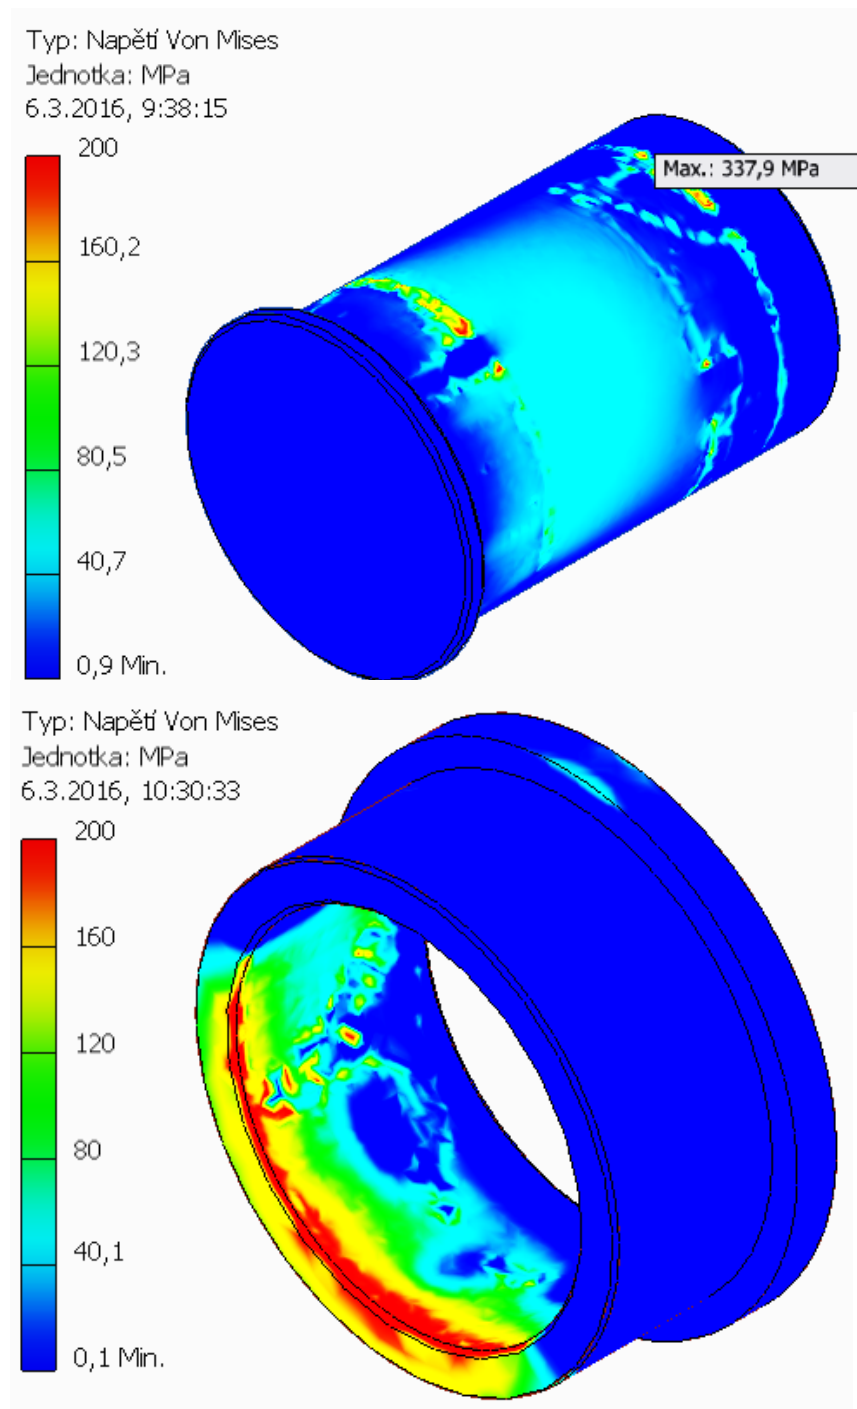 Typ: Napětí Von Mises
Jednotka: MPa
6.3.2016, 9:38:15
200
Max.: 337,9 MPa
160,2
120,3
80,5
40,7
0,9 Min.
Typ: Napětí Von Mises
Jednotka: MPa
6.3.2016, 10:30:33
200
160
120
80
40,1
0,1 Min.